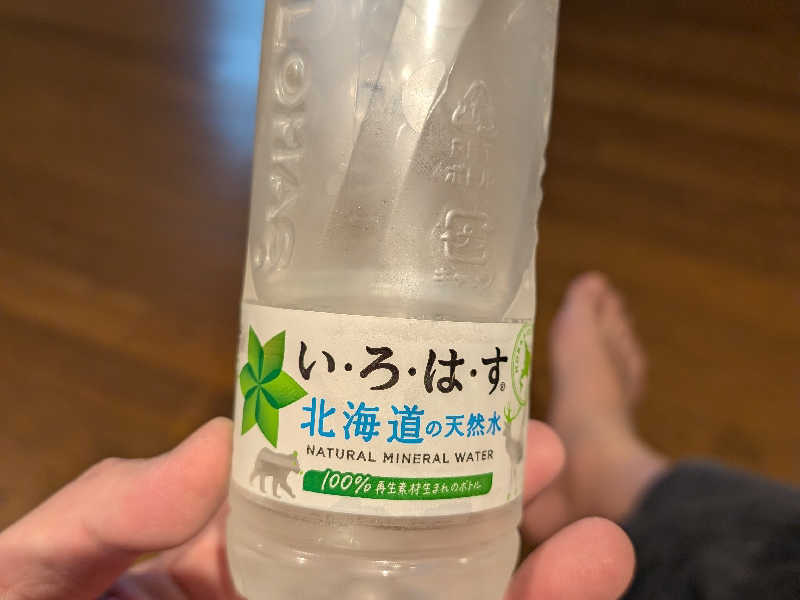 い・ろ・は・す®
北海道の天然水
NATURAL MINERAL WATER
100%再生素材生まれのボトル